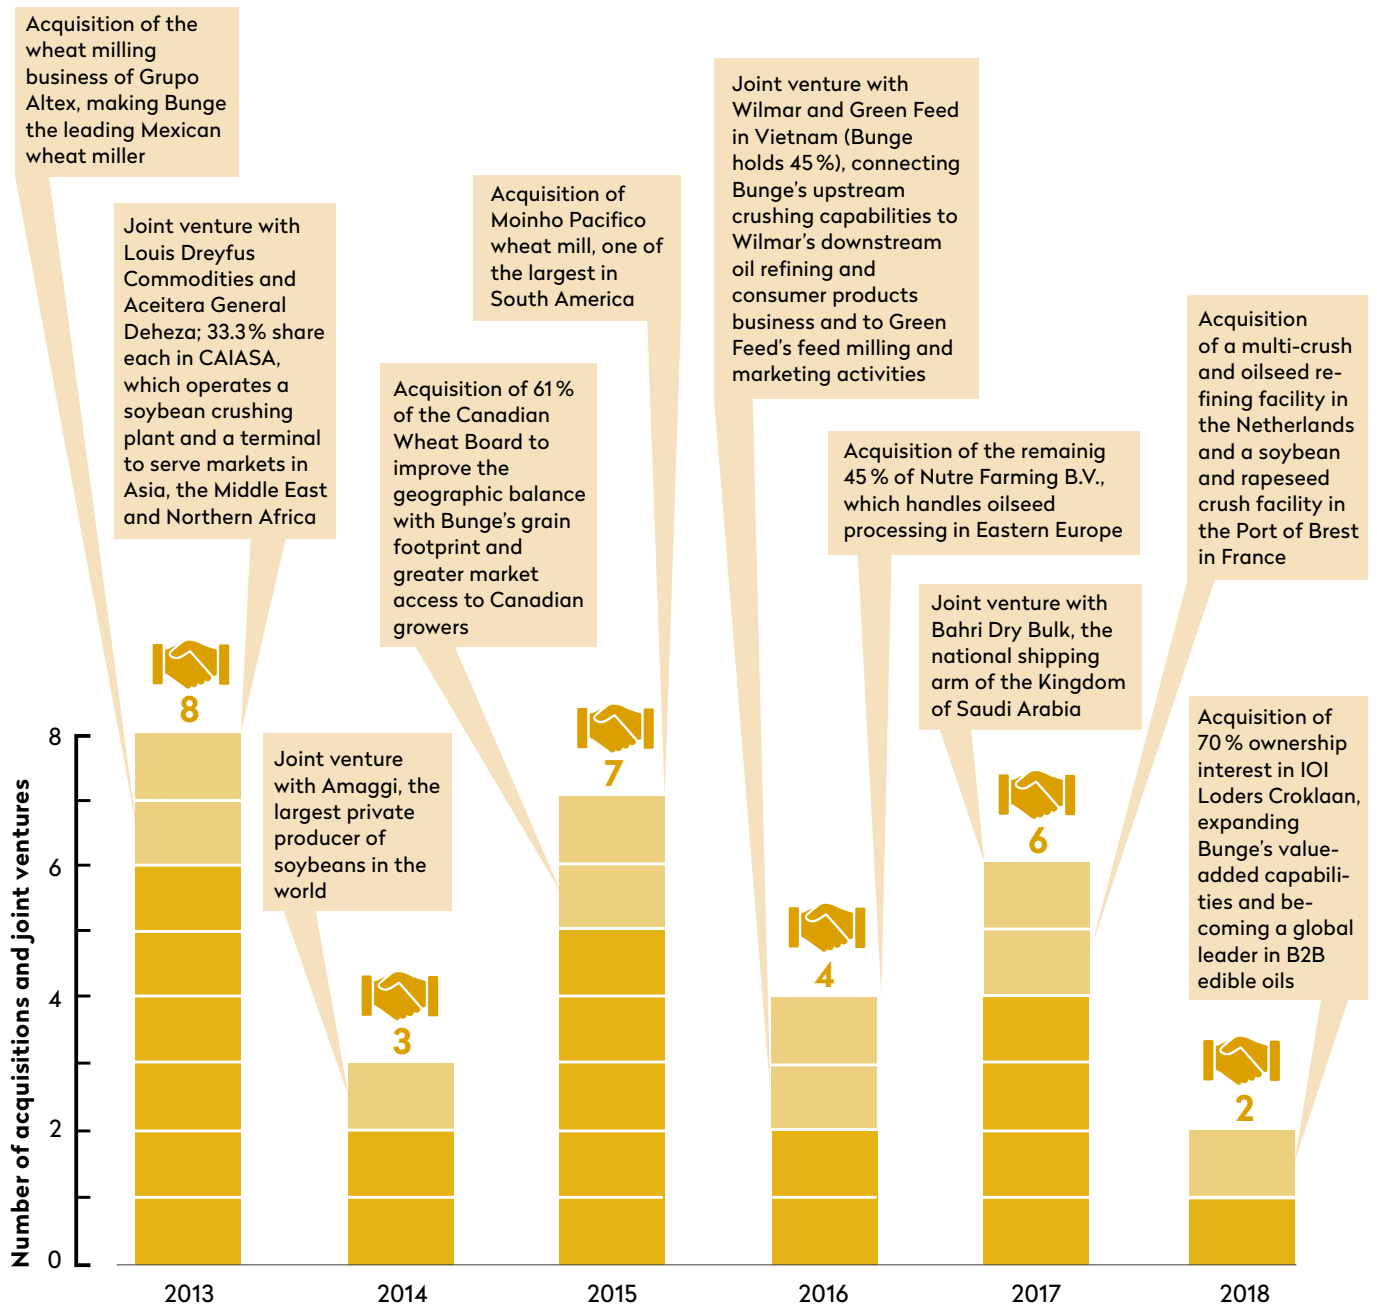 Acquisition of the
wheat milling
business of Grupo
Altex, making Bunge
the leading Mexican
wheat miller
Joint venture with
Louis Dreyfus
Commodities and
Aceitera General
Deheza; 33.3 % share
each in CAIASA,
which operates a
soybean crushing
plant and a terminal
to serve markets in
Asia, the Middle East
and Northern Africa
Joint venture
with Amaggi, the
largest private
producer of
soybeans in the
world
Acquisition of 61 %
of the Canadian
Wheat Board to
improve the
geographic balance
with Bunge's grain
footprint and
greater market
access to Canadian
growers
Acquisition of
Moinho Pacifico
wheat mill, one of
the largest in
South America
Joint venture with
Wilmar and Green Feed
in Vietnam (Bunge
holds 45 %), connecting
Bunge's upstream
crushing capabilities to
Wilmar's downstream
oil refining and
consumer products
business and to Green
Feed's feed milling and
marketing activities
Acquisition of the remainig
45 % of Nutre Farming B.V.,
which handles oilseed
processing in Eastern Europe
Joint venture with
Bahri Dry Bulk, the
national shipping
arm of the Kingdom
of Saudi Arabia
Acquisition
of a multi-crush
and oilseed re-
fining facility in
the Netherlands
and a soybean
and rapeseed
crush facility in
the Port of Brest
in France
Acquisition of
70 % ownership
interest in IOI
Loders Croklaan,
expanding
Bunge's value-
added capabili-
ties and be-
coming a global
leader in B2B
edible oils
8
3
7
4
6
2
Number of acquisitions and joint ventures
8
6
4
2
0
2013
2014
2015
2016
2017
2018